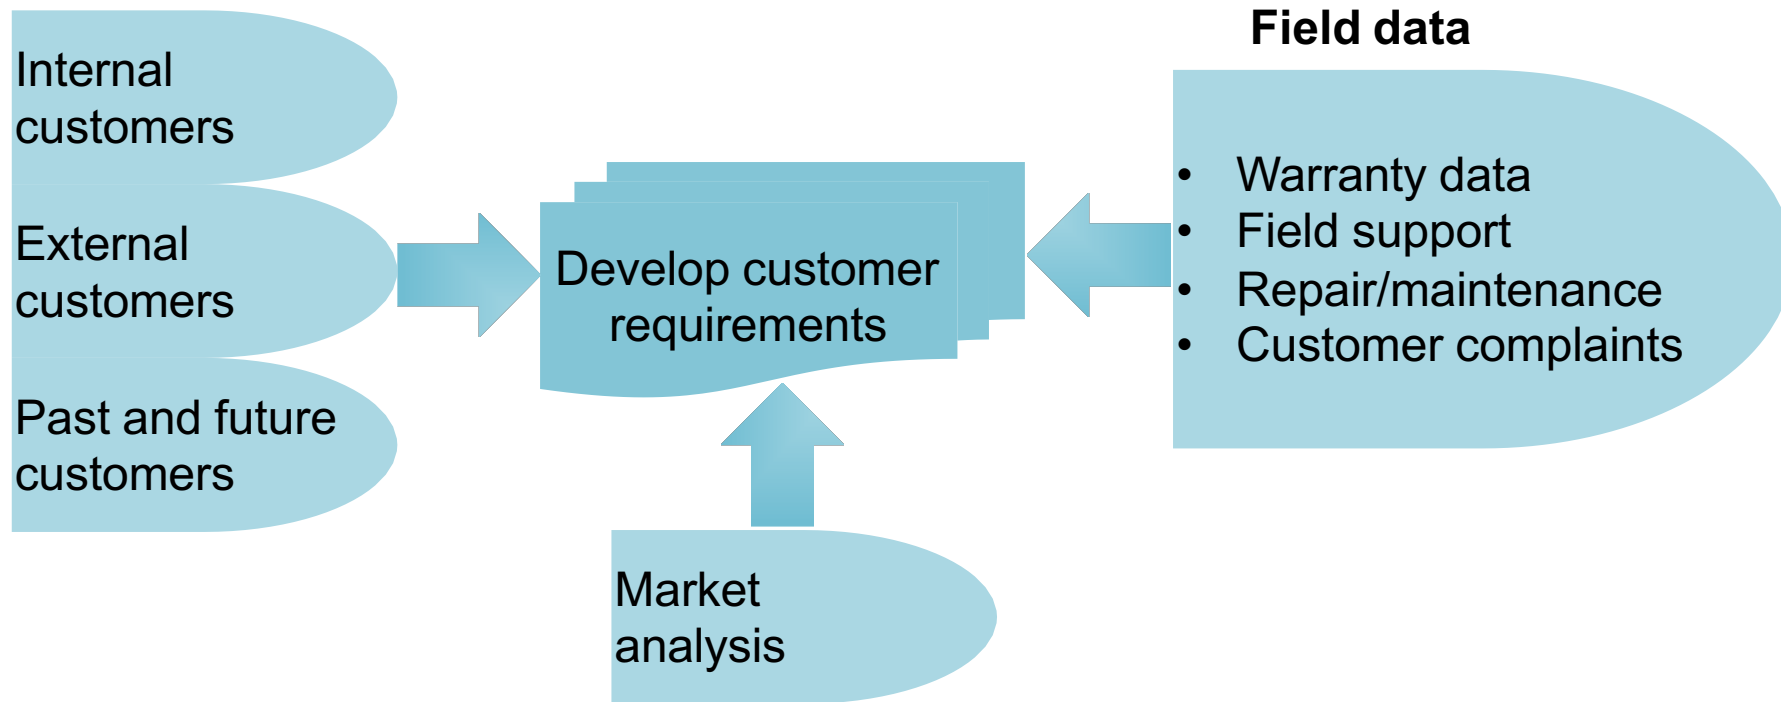 Internal
customers
External
customers
Past and future
customers
Develop customer
requirements
Market
analysis
Field data
• Warranty data
• Field support
• Repair/maintenance
• Customer complaints